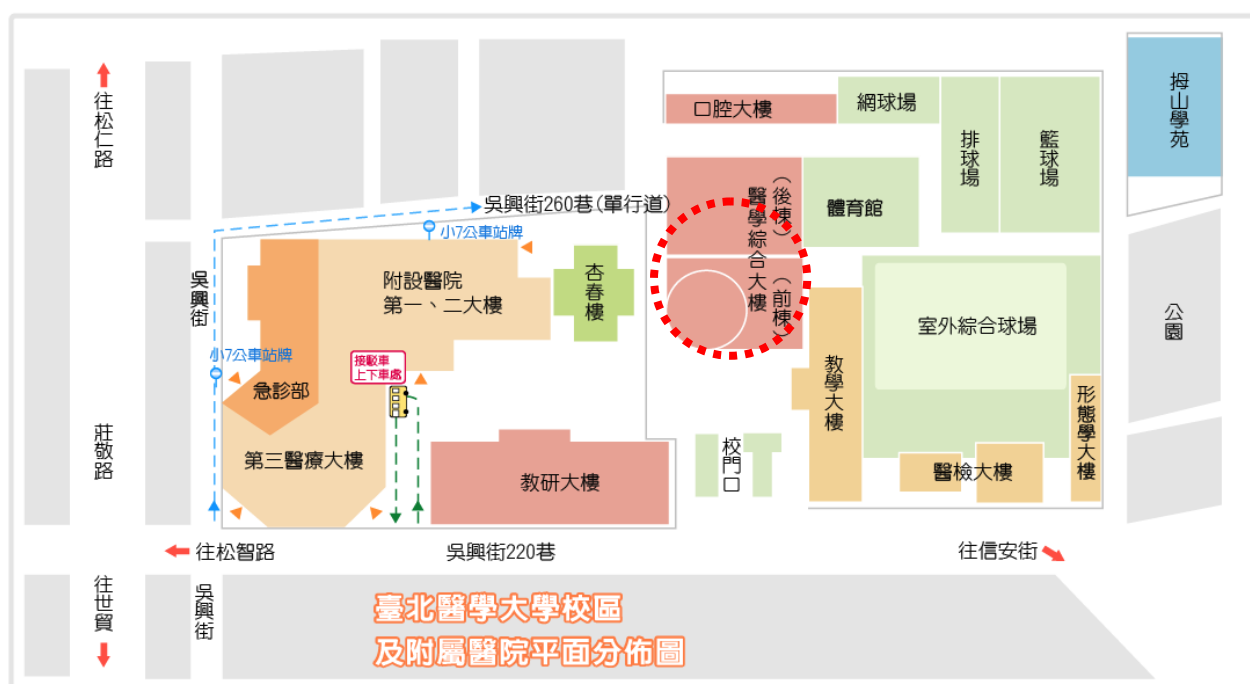 往松仁路
吳興街260巷(單行道)
小7公車站牌
吳興街
附設醫院
第一、二大樓
杏春樓
口腔大樓
網球場
排球場
籃球場
拇山學苑
醫學綜合大樓
（後棟）
（前棟）
體育館
室外綜合球場
公園
小7公車站牌
接駁車
上下車處
急診部
第三醫療大樓
教研大樓
校門口
教學大樓
醫檢大樓
形態學大樓
莊敬路
往松智路
吳興街220巷
往信安街
往世貿
吳興街
臺北醫學大學校區
及附屬醫院平面分佈圖